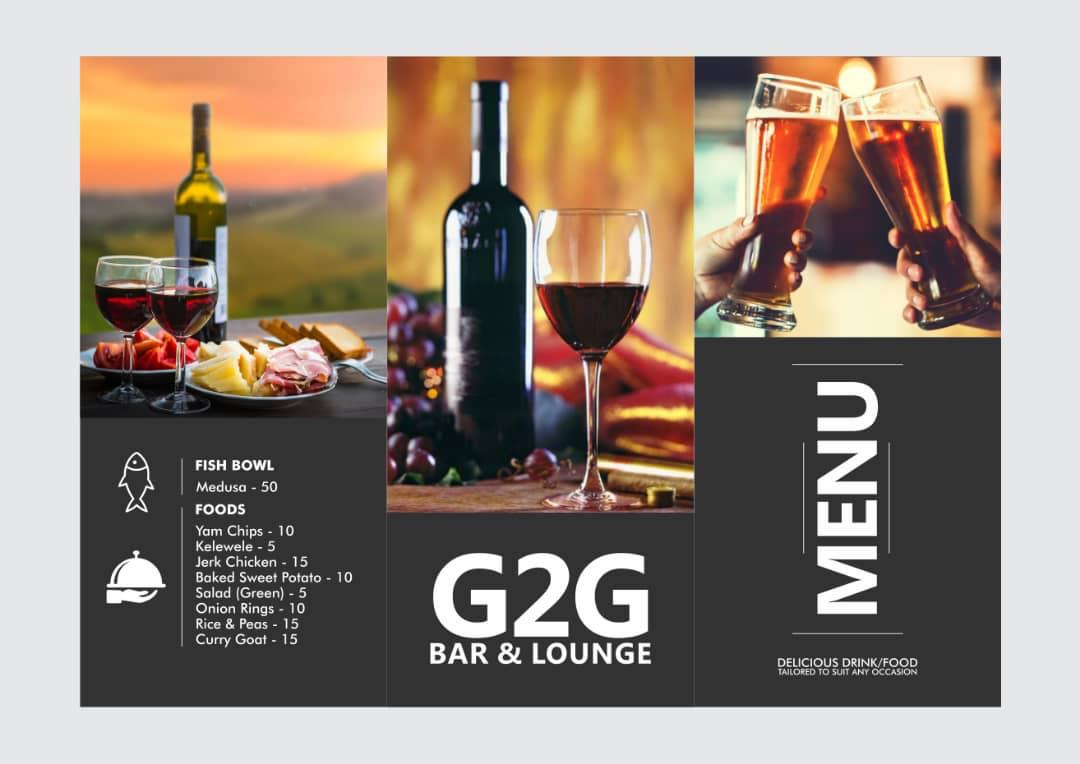 FISH BOWL
Medusa - 50
FOODS
Yam Chips - 10
Kelewele - 5
Jerk Chicken - 15
Baked Sweet Potato - 10
Salad (Green) - 5
Onion Rings - 10
Rice & Peas - 15
Curry Goat - 15
G2G
BAR & LOUNGE
MENU
DELICIOUS DRINK/FOOD
TAILORED TO SUIT ANY OCCASION